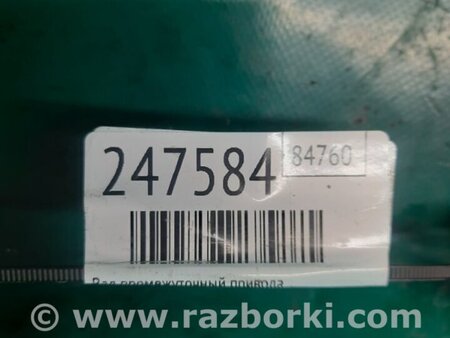 247584
84760
Вал промежуточный привода
© www.razborki.com